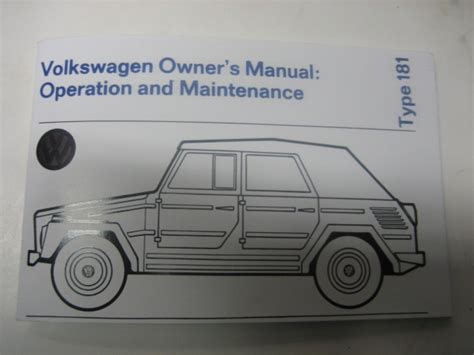 Volkswagen Owner's Manual:
Operation and Maintenance
Type 181